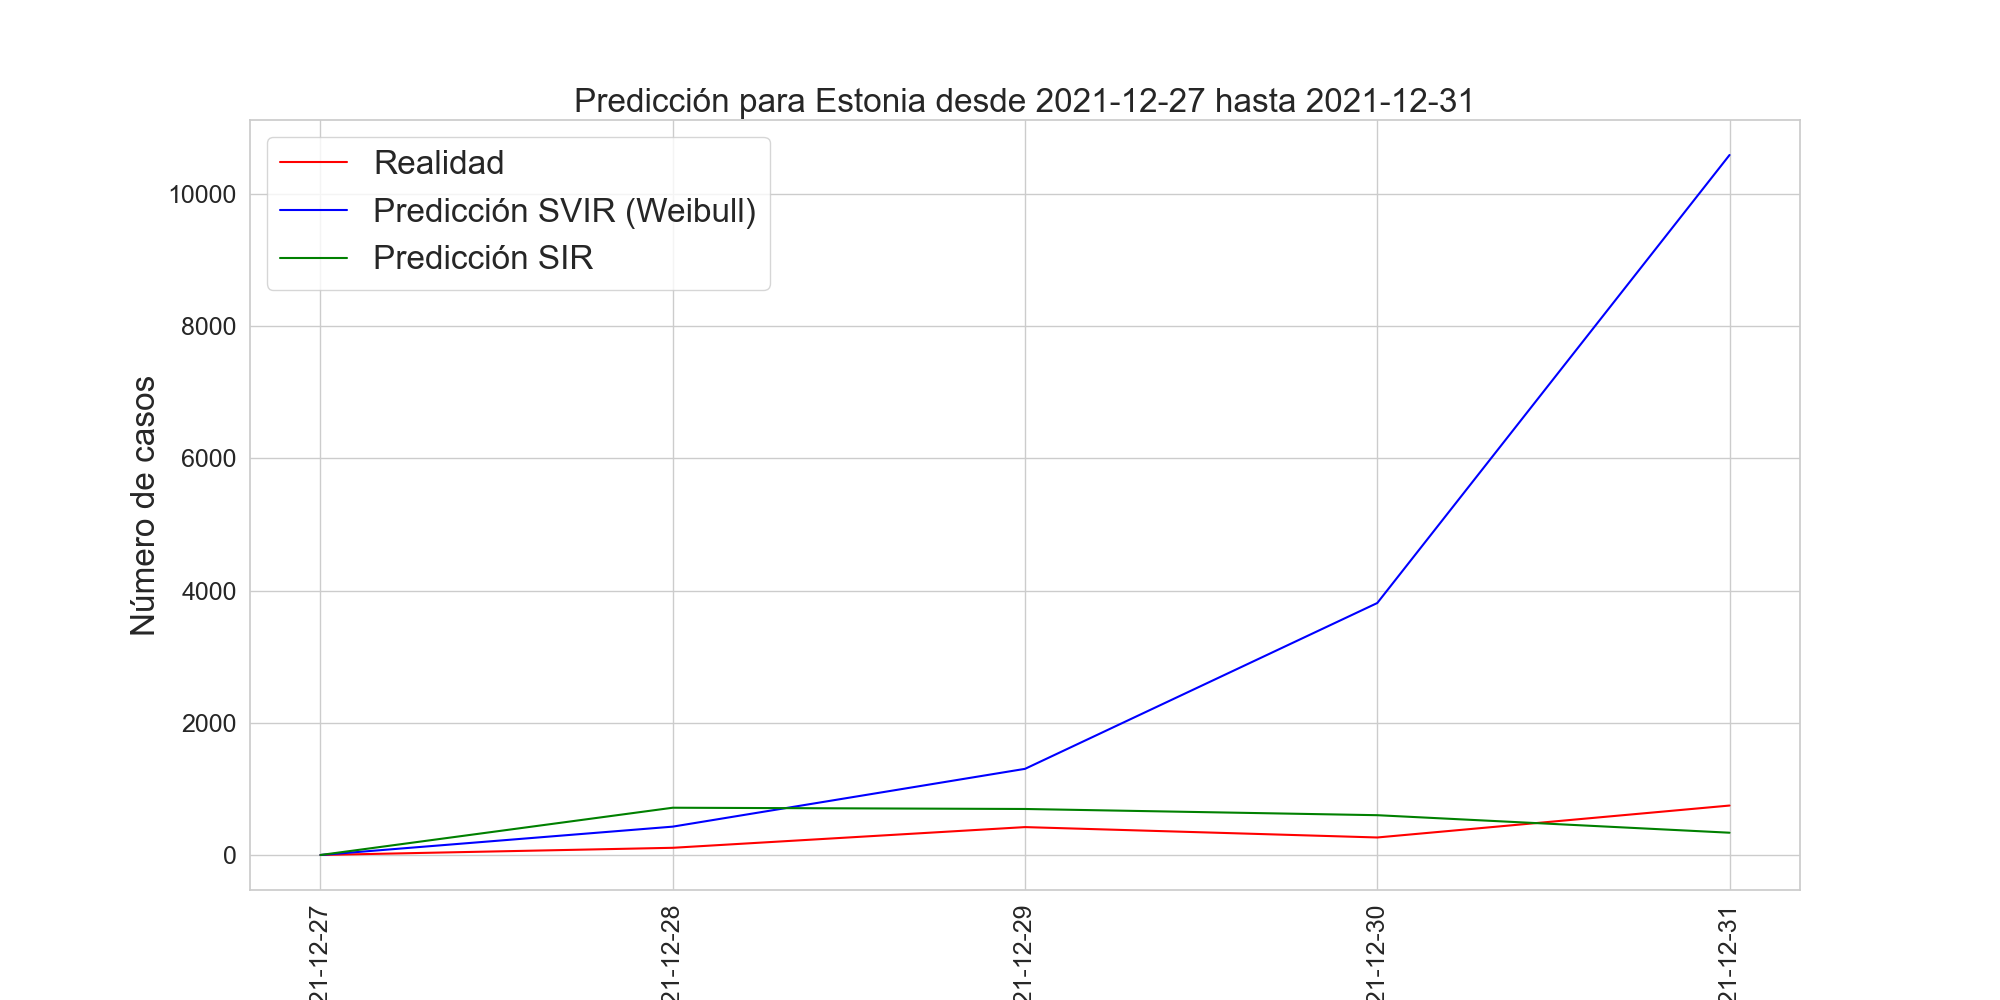 Predicción para Estonia desde 2021-12-27 hasta 2021-12-31
Realidad
Predicción SVIR (Weibull)
Predicción SIR
Número de casos
10000
8000
6000
4000
2000
0
21-12-27
21-12-28
21-12-29
21-12-30
21-12-31